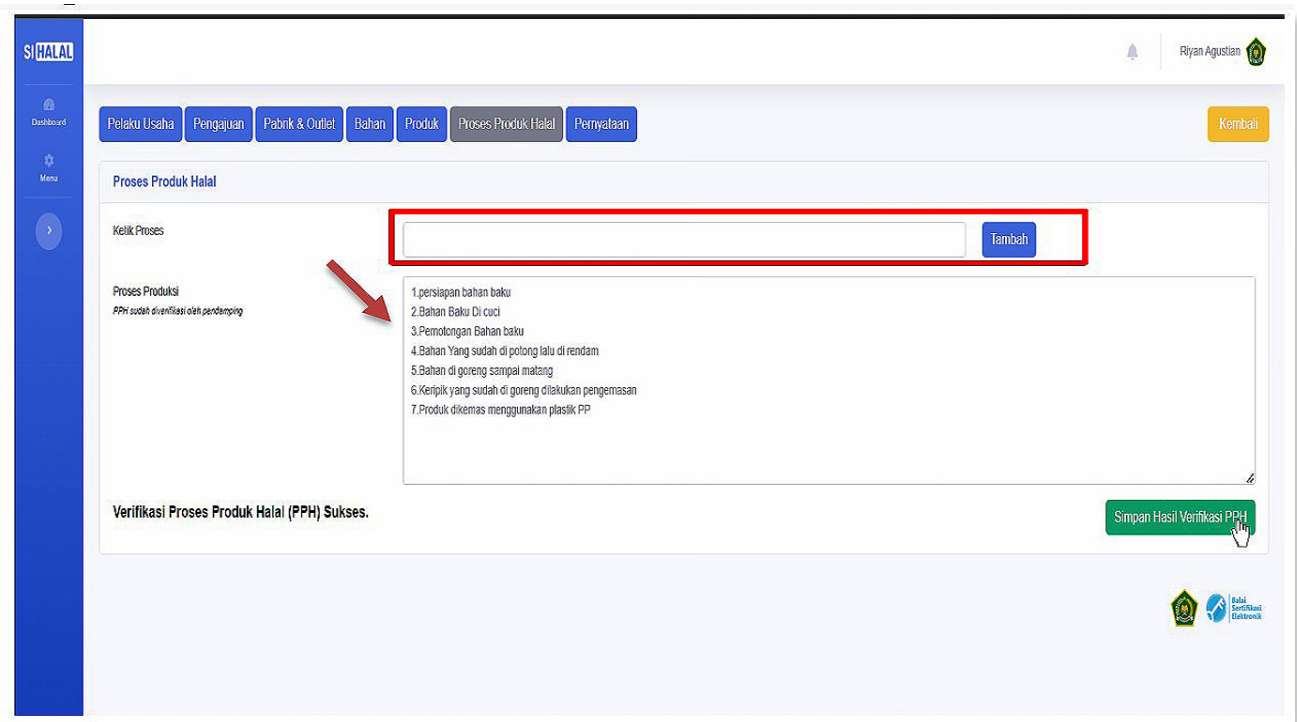 SIHALAL
Riyan Agustian
Dashboard
Menu
Pelaku Usaha
Pengajuan
Pabrik & Outlet
Bahan
Produk
Proses Produk Halal
Pernyataan
Kembali
Proses Produk Halal
Kelik Proses
Tambah
Proses Produksi
PPH sudah diverifikasi oleh pendamping
1.persiapan bahan baku
2.Bahan Baku Di cuci
3.Pemotongan Bahan baku
4.Bahan Yang sudah di potong lalu di rendam
5.Bahan di goreng sampai matang
6.Keripik yang sudah di goreng dilakukan pengemasan
7.Produk dikemas menggunakan plastik PP
Verifikasi Proses Produk Halal (PPH) Sukses.
Simpan Hasil Verifikasi PPH
Balai
Sertifikasi
Elektronik